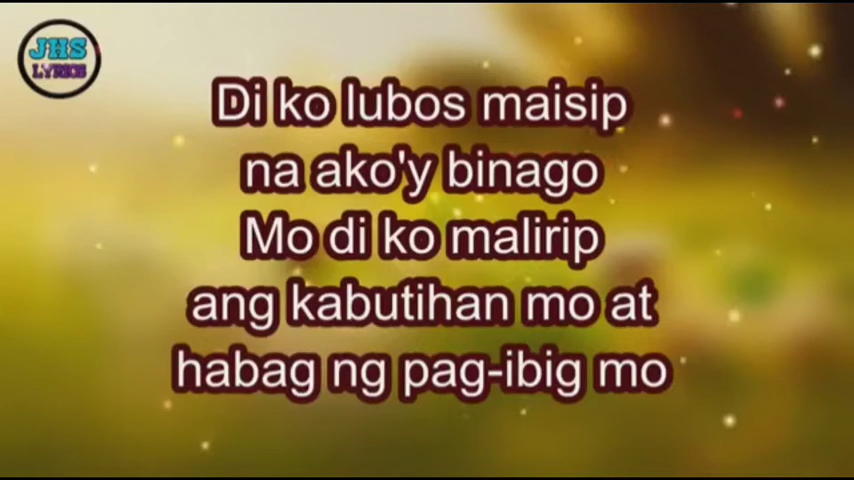 JHS
LYRICS
Di ko lubos maisip
na ako'y binago
Mo di ko malirip
ang kabutihan mo at
habag ng pag-ibig mo